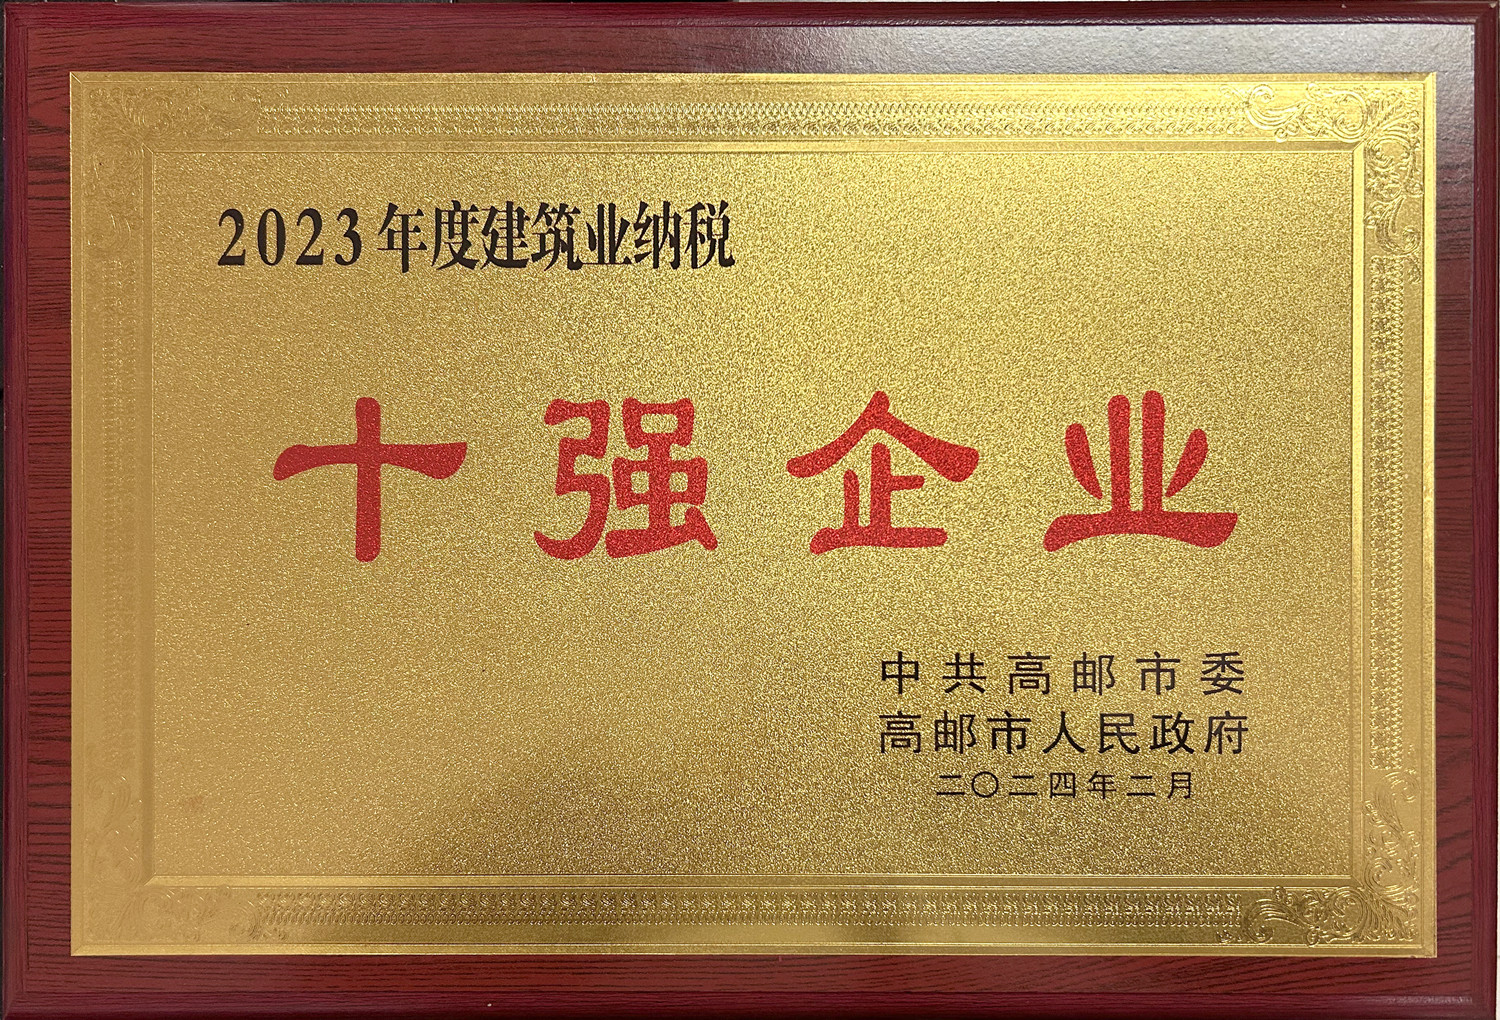 2023年度建筑业纳税
十强企业
中共高邮市委
高邮市人民政府
二〇二四年二月